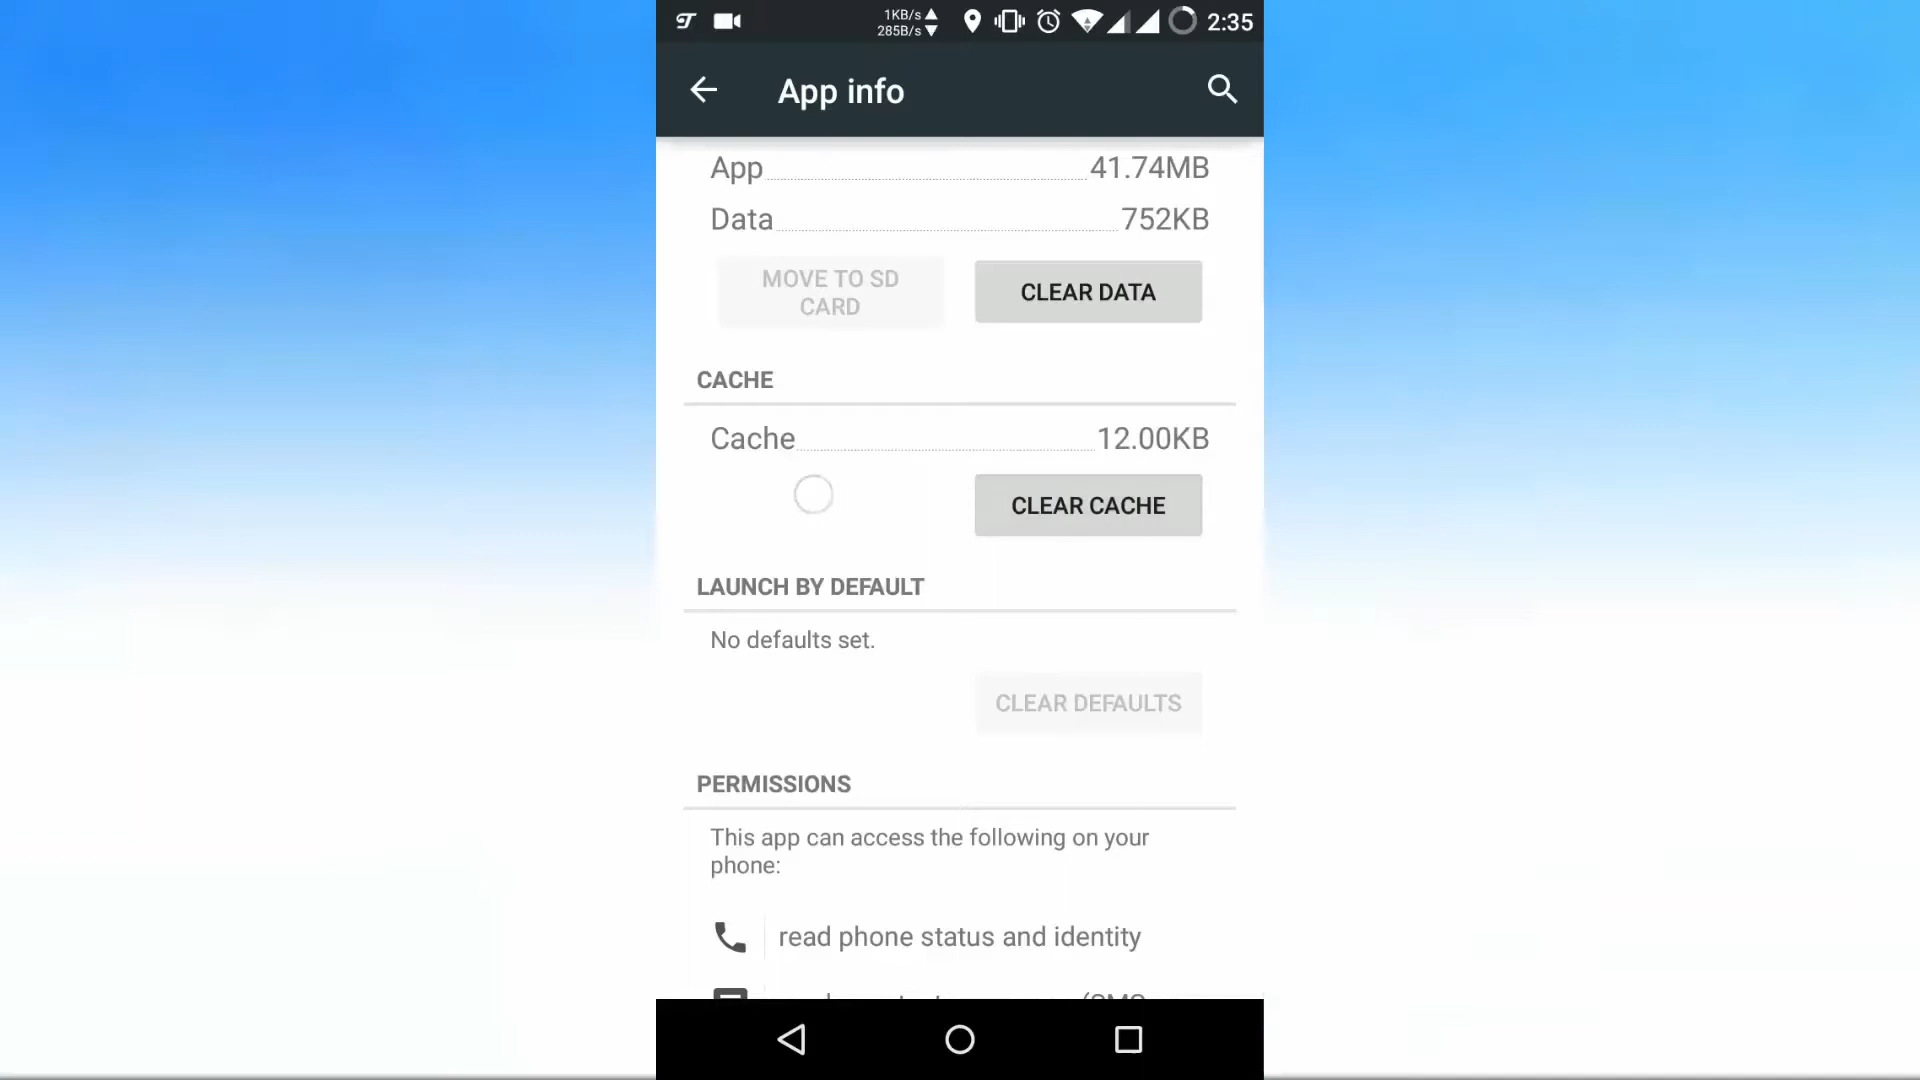 1KB/s
285B/s
2:35
App info
App 41.74MB
Data 752KB
MOVE TO SD
CARD
CLEAR DATA
CACHE
Cache 12.00KB
CLEAR CACHE
LAUNCH BY DEFAULT
No defaults set.
CLEAR DEFAULTS
PERMISSIONS
This app can access the following on your
phone:
read phone status and identity